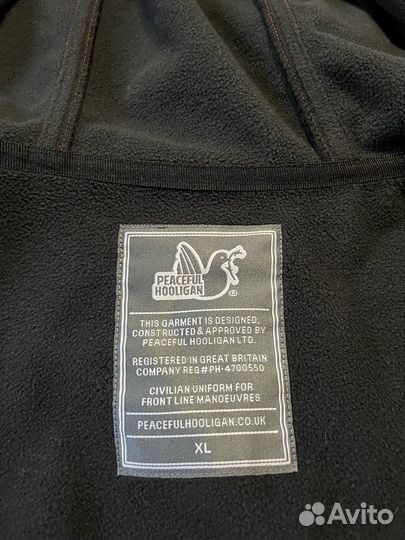 PEACEFUL
HOOLIGAN
®
THIS GARMENT IS DESIGNED,
CONSTRUCTED & APPROVED BY
PEACEFUL HOOLIGAN LTD.
REGISTERED IN GREAT BRITAIN
COMPANY REG#PH-4700550
CIVILIAN UNIFORM FOR
FRONT LINE MANOEUVRES
PEACEFULHOOLIGAN.CO.UK
XL
Avito